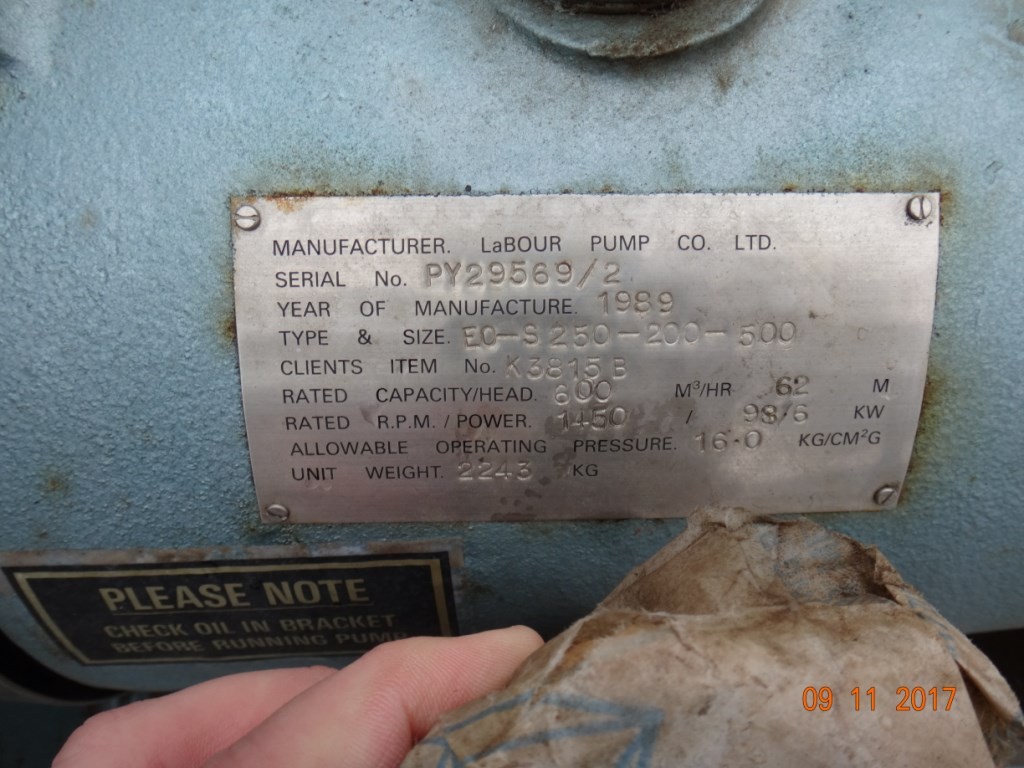 MANUFACTURER. LaBOUR PUMP CO. LTD.
SERIAL No. PY29569/2
YEAR OF MANUFACTURE. 1989
TYPE & SIZE. EO-S 250-200-500
CLIENTS ITEM No. K3815 B
RATED CAPACITY/HEAD. 600 M³/HR 62 M
RATED R.P.M. / POWER. 1450 / 98·6 KW
ALLOWABLE OPERATING PRESSURE. 16·0 KG/CM²G
UNIT WEIGHT. 2243 KG
PLEASE NOTE
CHECK OIL IN BRACKET
BEFORE RUNNING PUMP
09 11 2017